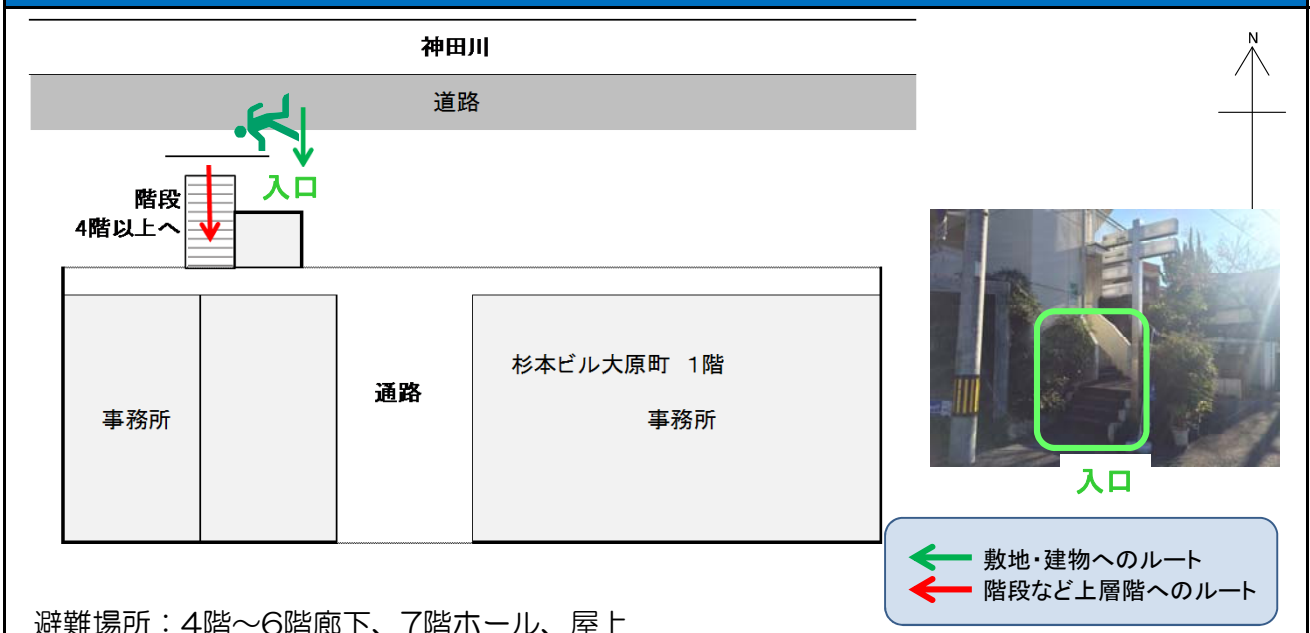 神田川
N
道路
入口
階段
4階以上へ
杉本ビル大原町 1階
通路
事務所
事務所
入口
敷地・建物へのルート
階段など上層階へのルート
避難場所：4階～6階廊下、7階ホール、屋上